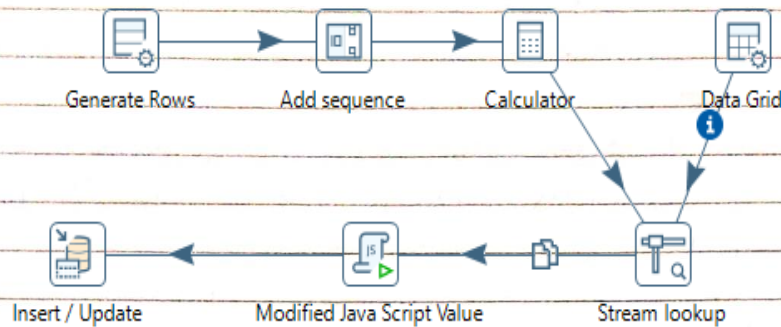 Generate Rows
Add sequence
Calculator
Data Grid
Insert / Update
Modified Java Script Value
Stream lookup